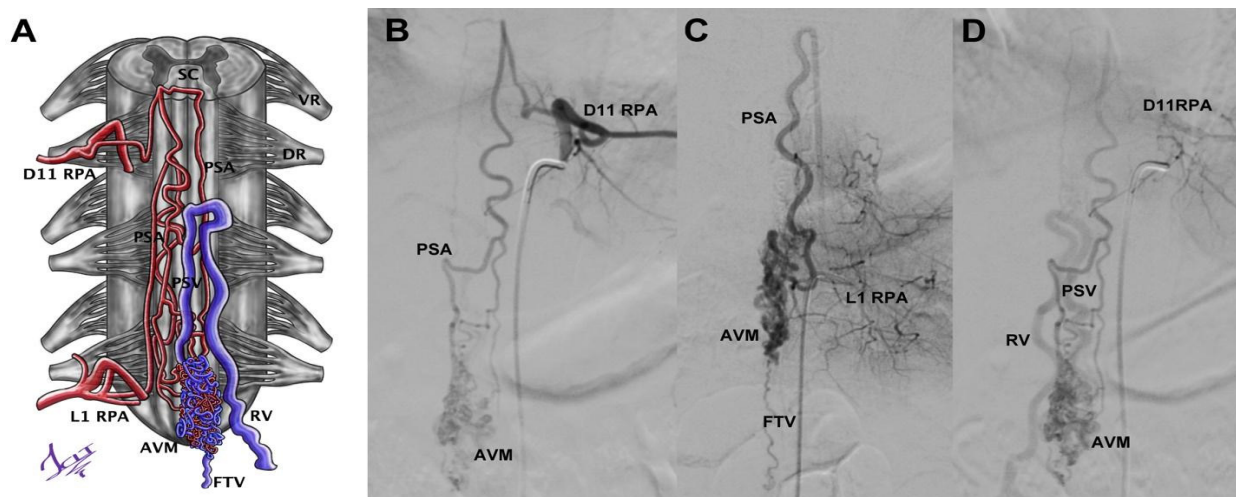 A
SC
VR
DR
D11 RPA
PSA
PSA
PSV
L1 RPA
AVM
RV
FTV
B
D11 RPA
PSA
AVM
C
PSA
L1 RPA
AVM
FTV
D
D11RPA
PSV
RV
AVM